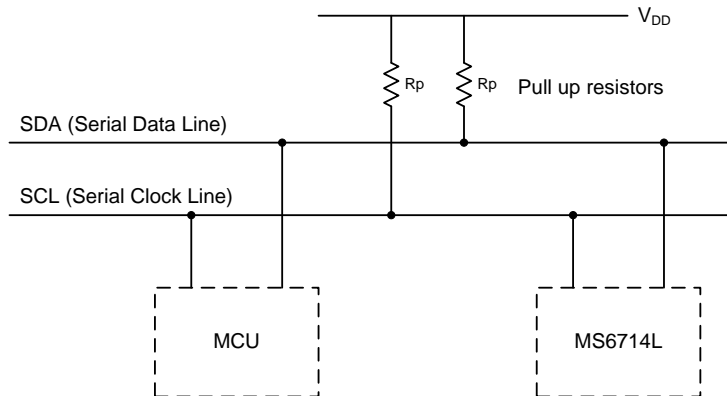 VDD
Rp
Rp
Pull up resistors
SDA (Serial Data Line)
SCL (Serial Clock Line)
MCU
MS6714L